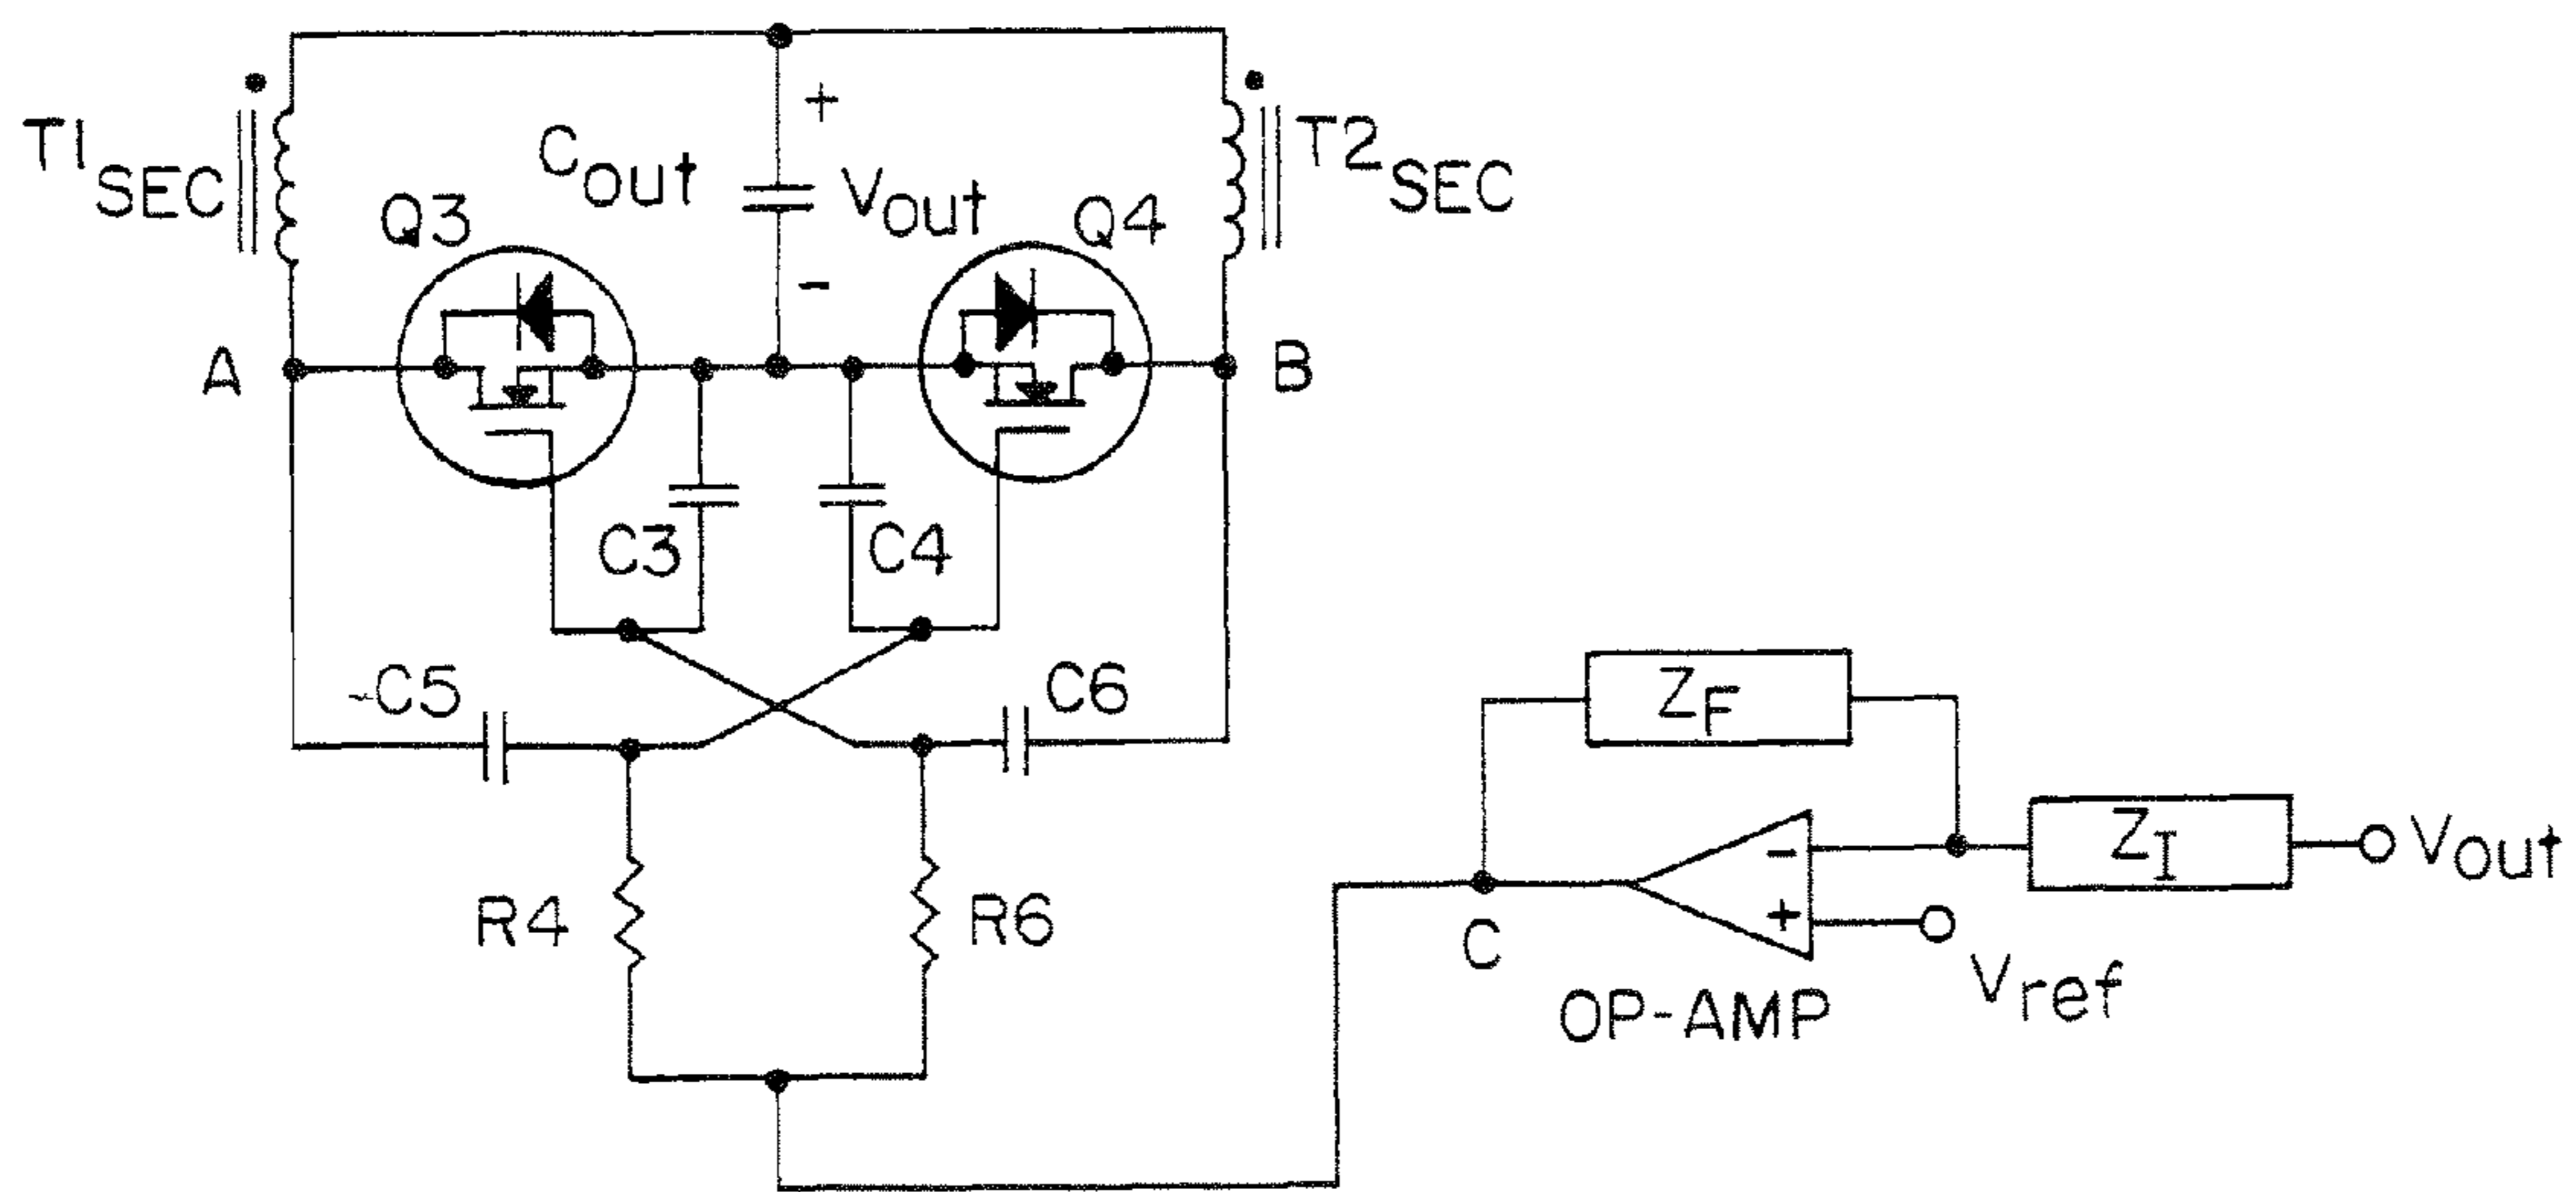 T1SEC
Cout
+
Vout
-
T2SEC
Q3
Q4
A
B
C3
C4
C5
C6
ZF
ZI
Vout
-
+
Vref
R4
R6
C
OP-AMP